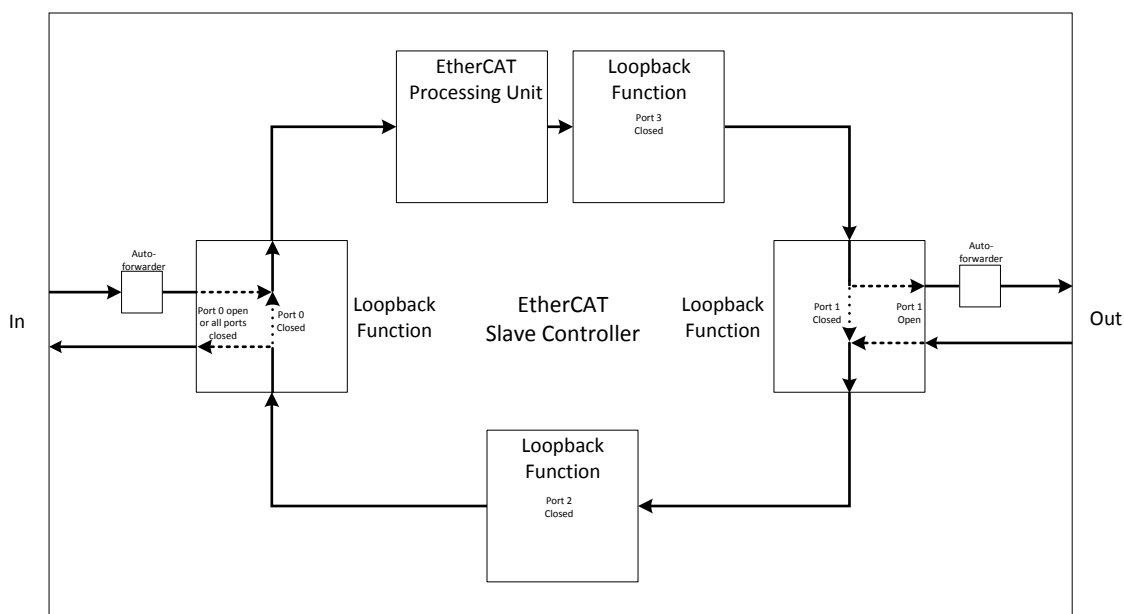 EtherCAT
Processing Unit
Loopback
Function
Port 3
Closed
Auto-
forwarder
Auto-
forwarder
In
Port 0 open
or all ports
closed
Port 0
Closed
Loopback
Function
EtherCAT
Slave Controller
Loopback
Function
Port 1
Closed
Port 1
Open
Out
Loopback
Function
Port 2
Closed